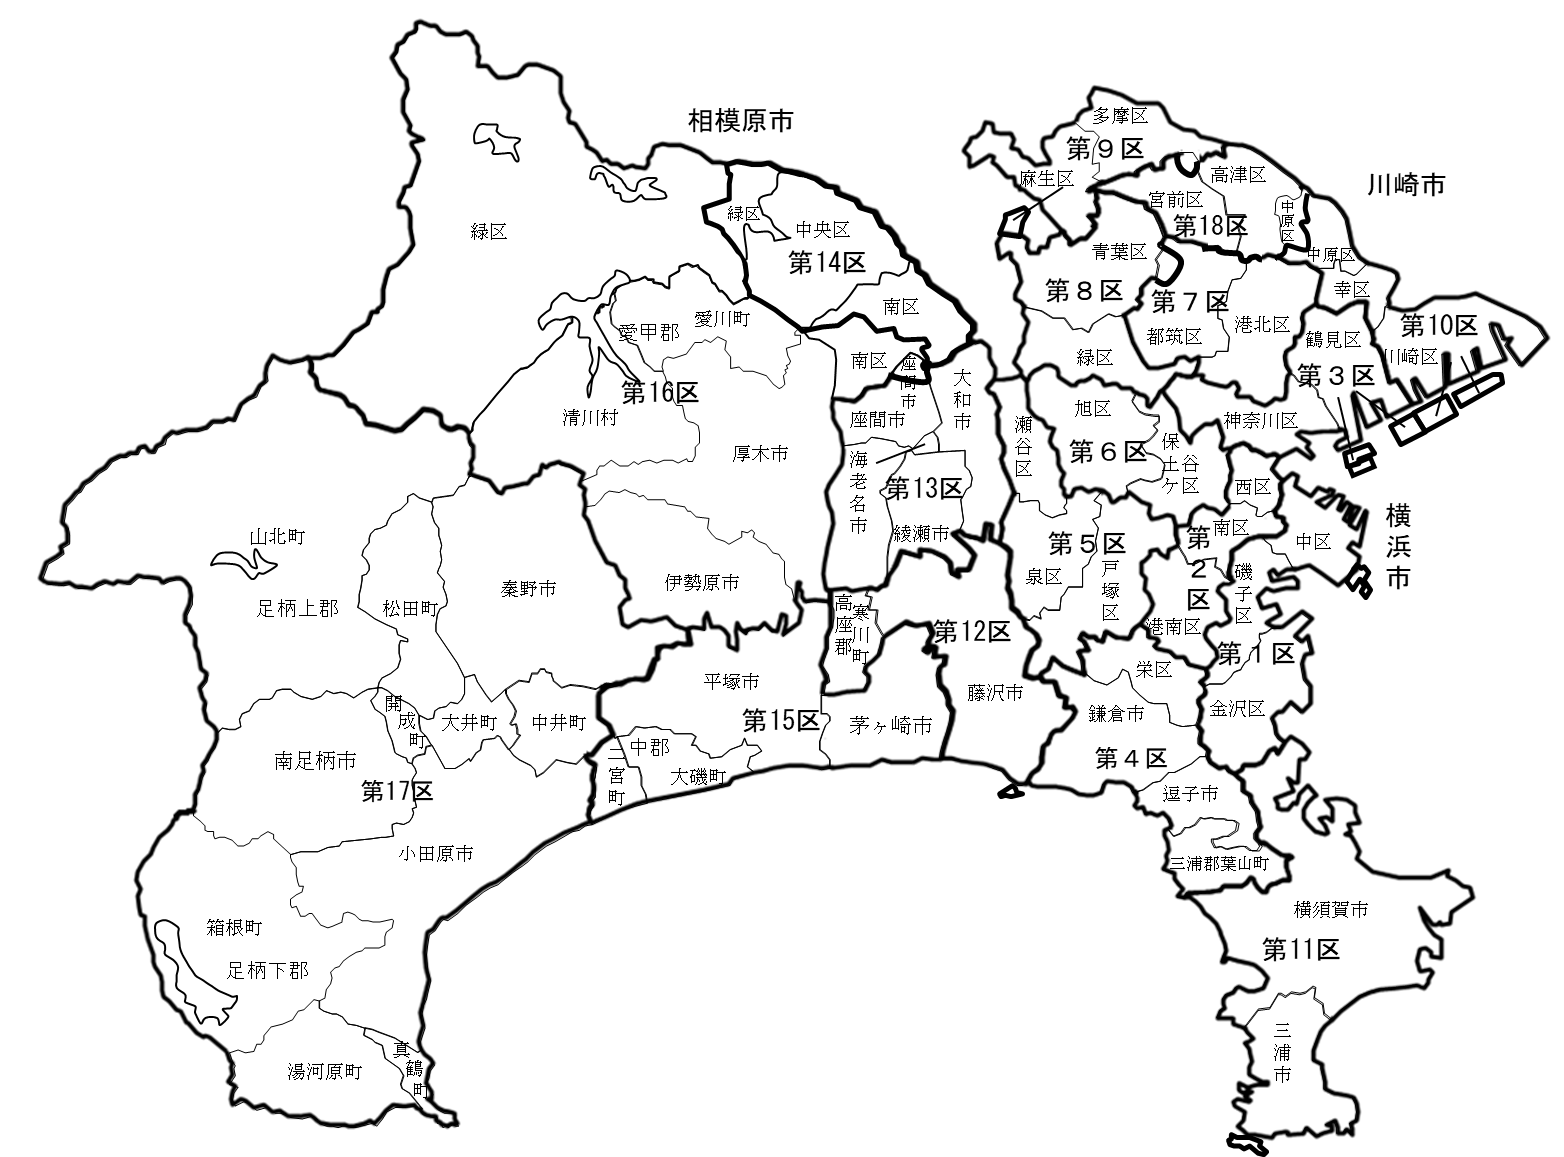 相模原市
川崎市
横浜市
多摩区
第９区
麻生区
高津区
宮前区
第18区
中原区
中原区
幸区
青葉区
第８区
第７区
港北区
都筑区
緑区
第10区
川崎区
鶴見区
第３区
神奈川区
緑区
緑区
中央区
第14区
南区
愛川町
愛甲郡
第16区
清川村
厚木市
伊勢原市
南区
座間市
座間市
大和市
海老名市
第13区
綾瀬市
瀬谷区
旭区
第６区
保土ケ谷区
西区
南区
中区
第２区
港南区
磯子区
第１区
金沢区
第５区
泉区
戸塚区
栄区
鎌倉市
第４区
逗子市
三浦郡葉山町
横須賀市
第11区
三浦市
高座郡
寒川町
第12区
藤沢市
茅ヶ崎市
平塚市
第15区
中郡
大磯町
二宮町
山北町
足柄上郡
松田町
秦野市
開成町
大井町
中井町
南足柄市
第17区
小田原市
箱根町
足柄下郡
湯河原町
真鶴町